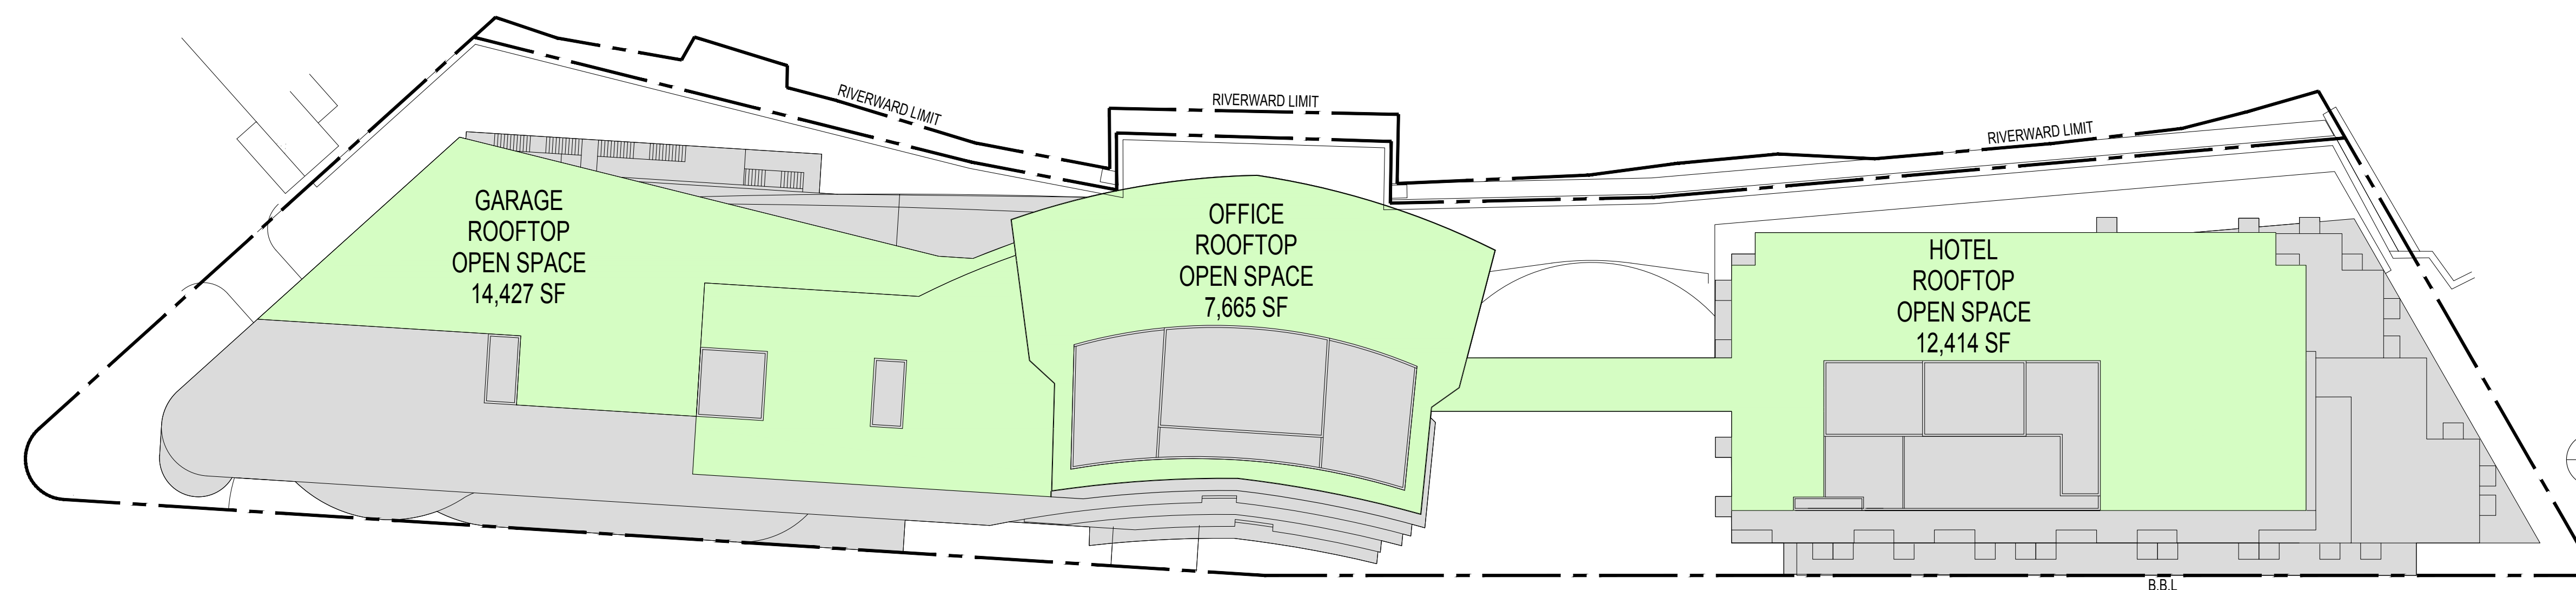 RIVERWARD LIMIT
RIVERWARD LIMIT
RIVERWARD LIMIT
GARAGE
ROOFTOP
OPEN SPACE
14,427 SF
OFFICE
ROOFTOP
OPEN SPACE
7,665 SF
HOTEL
ROOFTOP
OPEN SPACE
12,414 SF
B.B.L